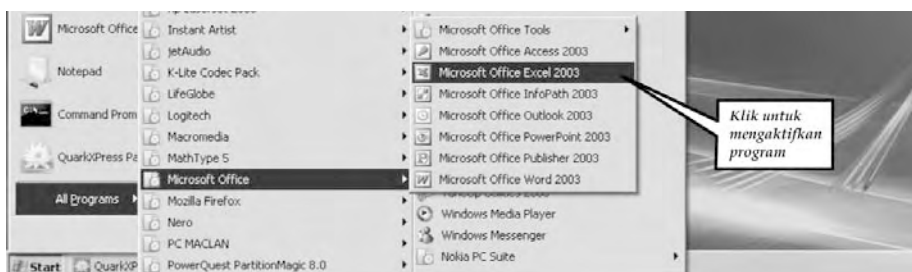 Microsoft Office
Notepad
Command Prom
QuarkXPress Pa
All Programs
Start
QuarkXP
Instant Artist
jetAudio
K-Lite Codec Pack
LifeGlobe
Logitech
Macromedia
MathType 5
Microsoft Office
Mozilla Firefox
Nero
PC MACLAN
PowerQuest PartitionMagic 8.0
Microsoft Office Tools
Microsoft Office Access 2003
Microsoft Office Excel 2003
Microsoft Office InfoPath 2003
Microsoft Office Outlook 2003
Microsoft Office PowerPoint 2003
Microsoft Office Publisher 2003
Microsoft Office Word 2003
Windows Media Player
Windows Messenger
Nokia PC Suite
Klik untuk
mengaktifkan
program